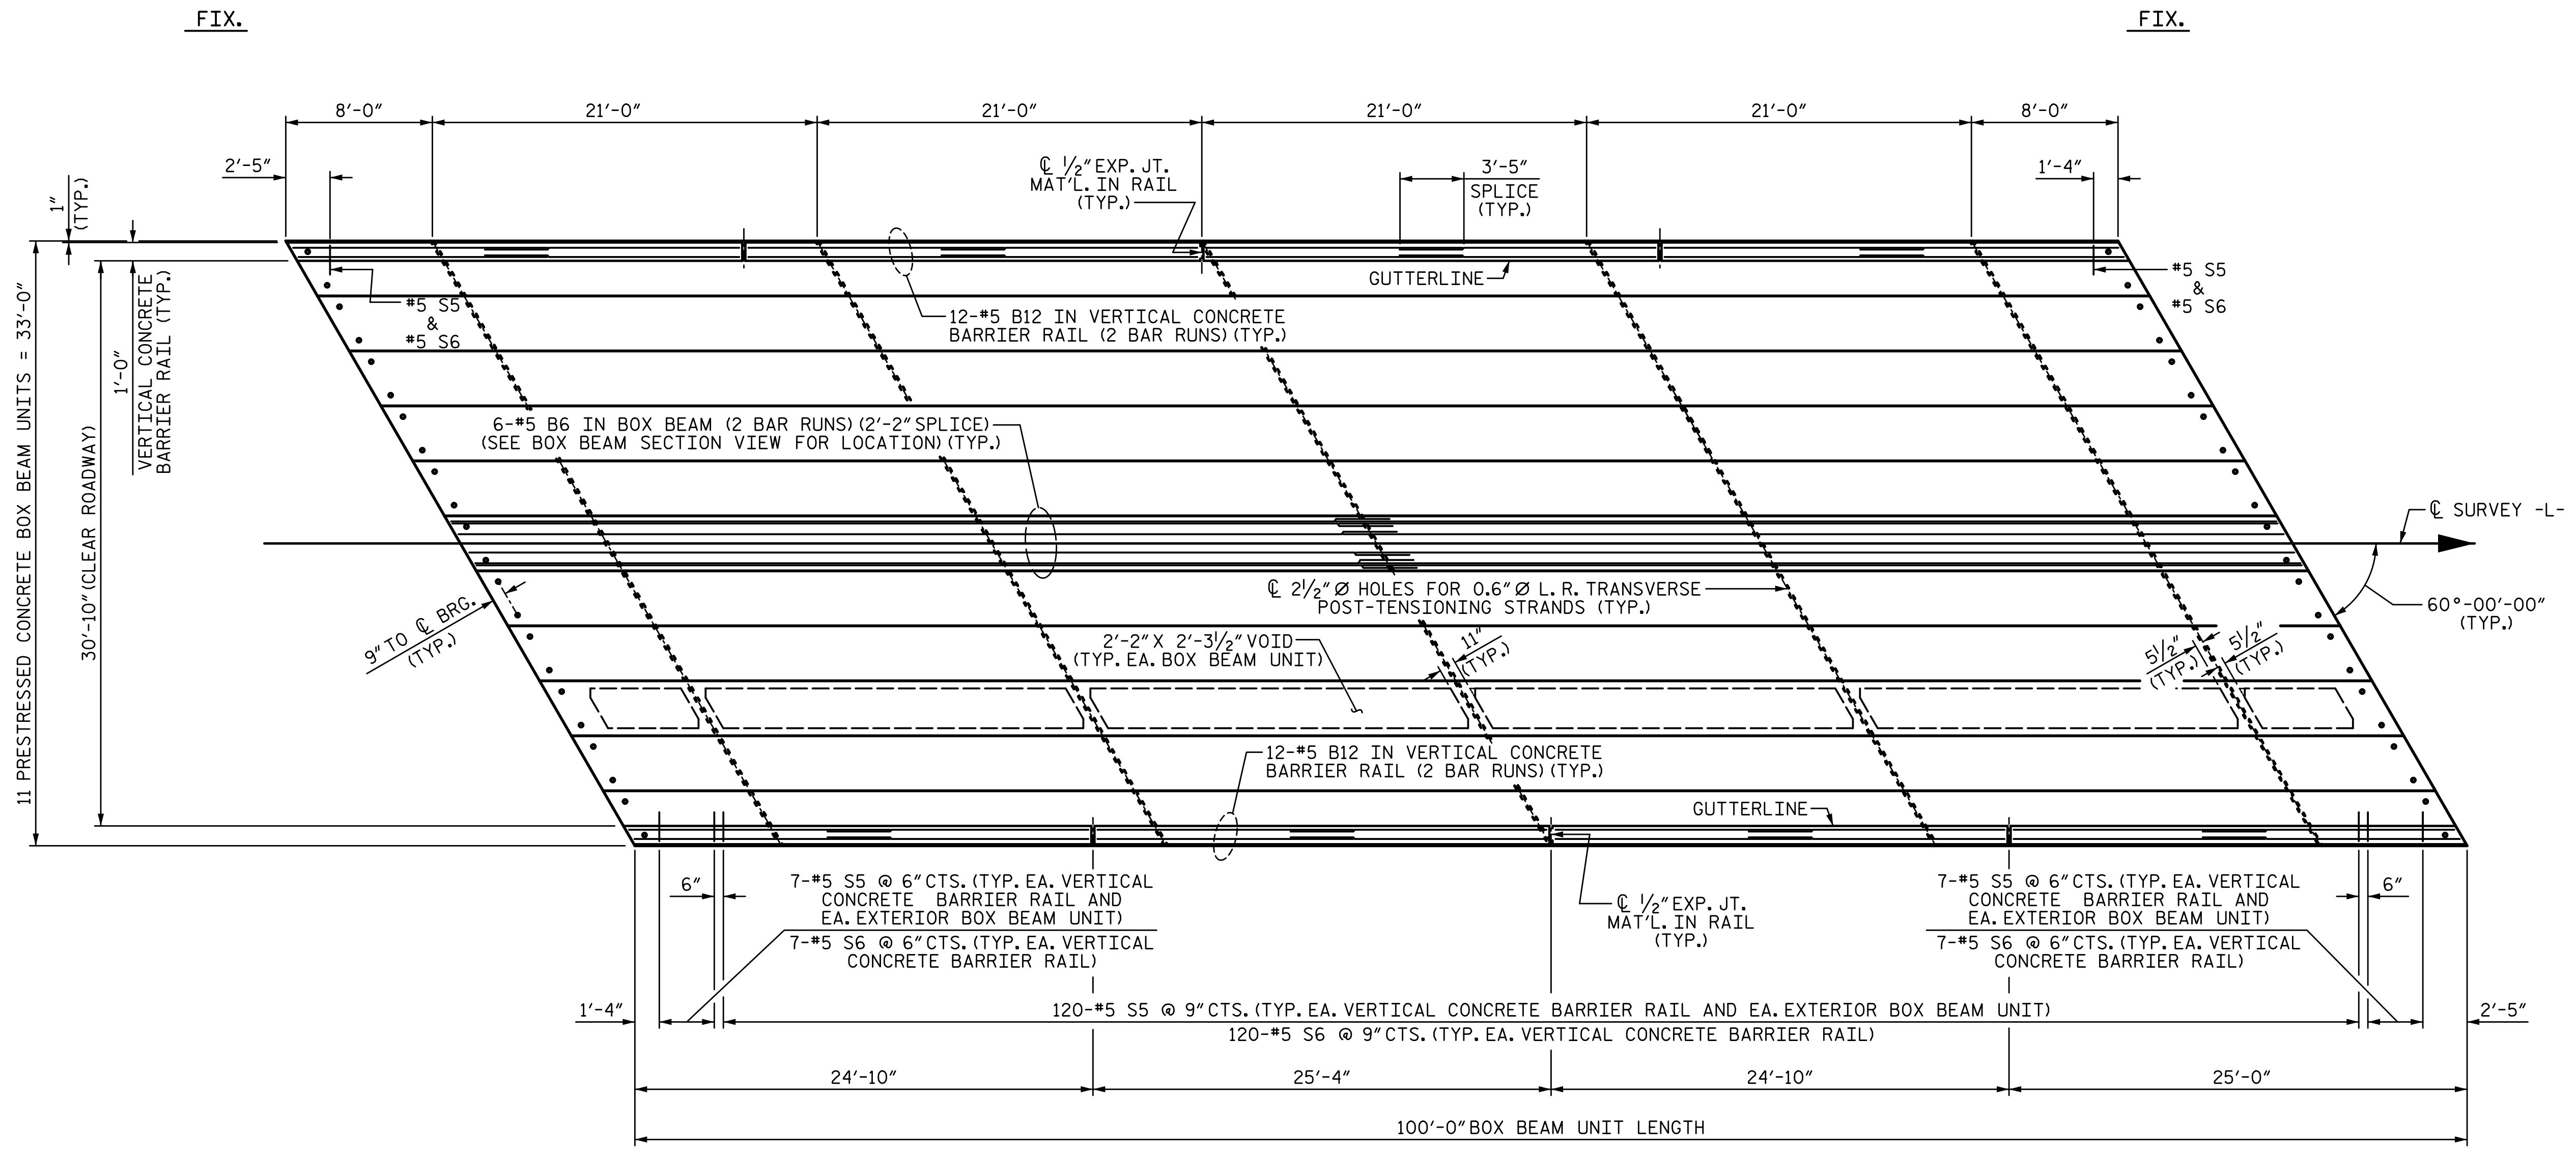 FIX.
FIX.
8'-0"
21'-0"
21'-0"
21'-0"
21'-0"
8'-0"
2'-5"
℄ 1/2" EXP. JT.
MAT'L. IN RAIL
(TYP.)
3'-5"
SPLICE
(TYP.)
1'-4"
1"
(TYP.)
GUTTERLINE
#5 S5
&
#5 S6
#5 S5
&
#5 S6
12-#5 B12 IN VERTICAL CONCRETE
BARRIER RAIL (2 BAR RUNS) (TYP.)
1'-0"
VERTICAL CONCRETE
BARRIER RAIL (TYP.)
11 PRESTRESSED CONCRETE BOX BEAM UNITS = 33'-0"
30'-10" (CLEAR ROADWAY)
6-#5 B6 IN BOX BEAM (2 BAR RUNS) (2'-2" SPLICE)
(SEE BOX BEAM SECTION VIEW FOR LOCATION) (TYP.)
℄ SURVEY -L-
℄ 2 1/2" Ø HOLES FOR 0.6" Ø L. R. TRANSVERSE
POST-TENSIONING STRANDS (TYP.)
60°-00'-00"
(TYP.)
9" TO ℄ BRG.
(TYP.)
2'-2" X 2'-3 1/2" VOID
(TYP. EA. BOX BEAM UNIT)
11"
(TYP.)
5 1/2"
(TYP.)
5 1/2"
(TYP.)
12-#5 B12 IN VERTICAL CONCRETE
BARRIER RAIL (2 BAR RUNS) (TYP.)
GUTTERLINE
6"
7-#5 S5 @ 6" CTS. (TYP. EA. VERTICAL
CONCRETE BARRIER RAIL AND
EA. EXTERIOR BOX BEAM UNIT)
7-#5 S6 @ 6" CTS. (TYP. EA. VERTICAL
CONCRETE BARRIER RAIL)
℄ 1/2" EXP. JT.
MAT'L. IN RAIL
(TYP.)
7-#5 S5 @ 6" CTS. (TYP. EA. VERTICAL
CONCRETE BARRIER RAIL AND
EA. EXTERIOR BOX BEAM UNIT)
7-#5 S6 @ 6" CTS. (TYP. EA. VERTICAL
CONCRETE BARRIER RAIL)
6"
1'-4"
120-#5 S5 @ 9" CTS. (TYP. EA. VERTICAL CONCRETE BARRIER RAIL AND EA. EXTERIOR BOX BEAM UNIT)
120-#5 S6 @ 9" CTS. (TYP. EA. VERTICAL CONCRETE BARRIER RAIL)
2'-5"
24'-10"
25'-4"
24'-10"
25'-0"
100'-0" BOX BEAM UNIT LENGTH